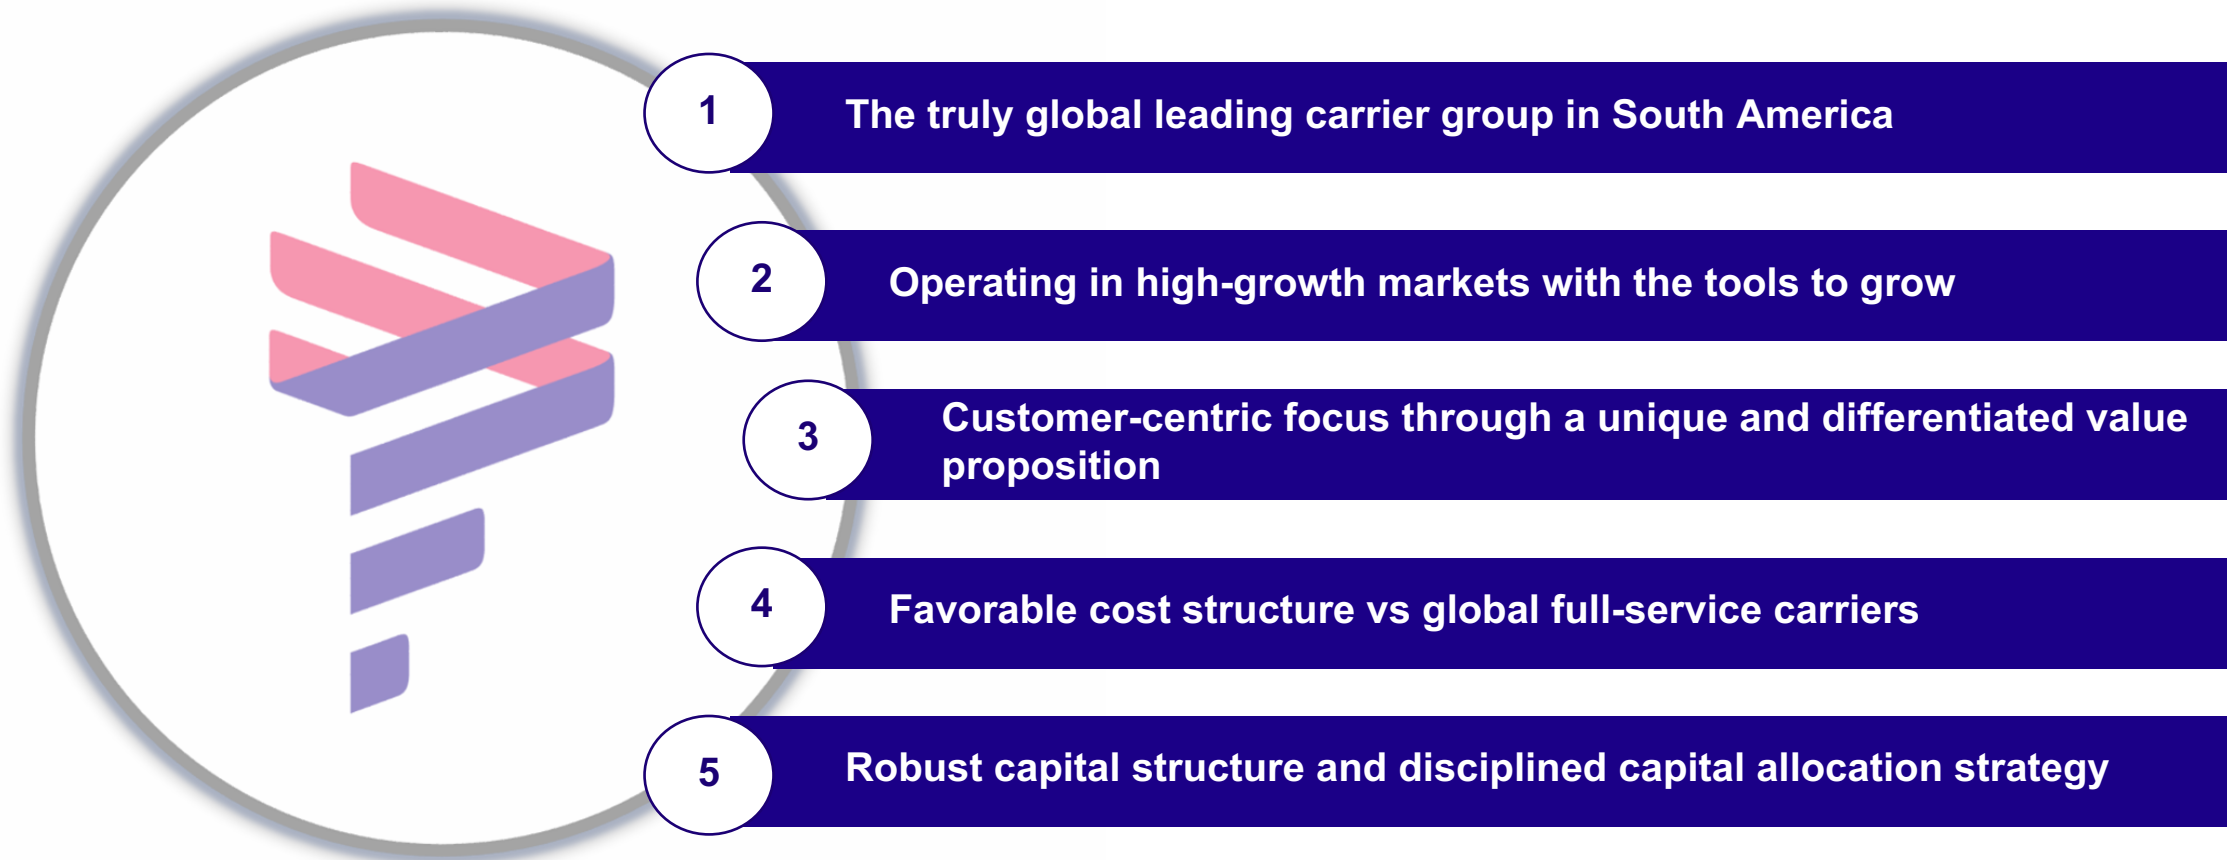 1
The truly global leading carrier group in South America
2
Operating in high-growth markets with the tools to grow
3
Customer-centric focus through a unique and differentiated value
proposition
4
Favorable cost structure vs global full-service carriers
5
Robust capital structure and disciplined capital allocation strategy